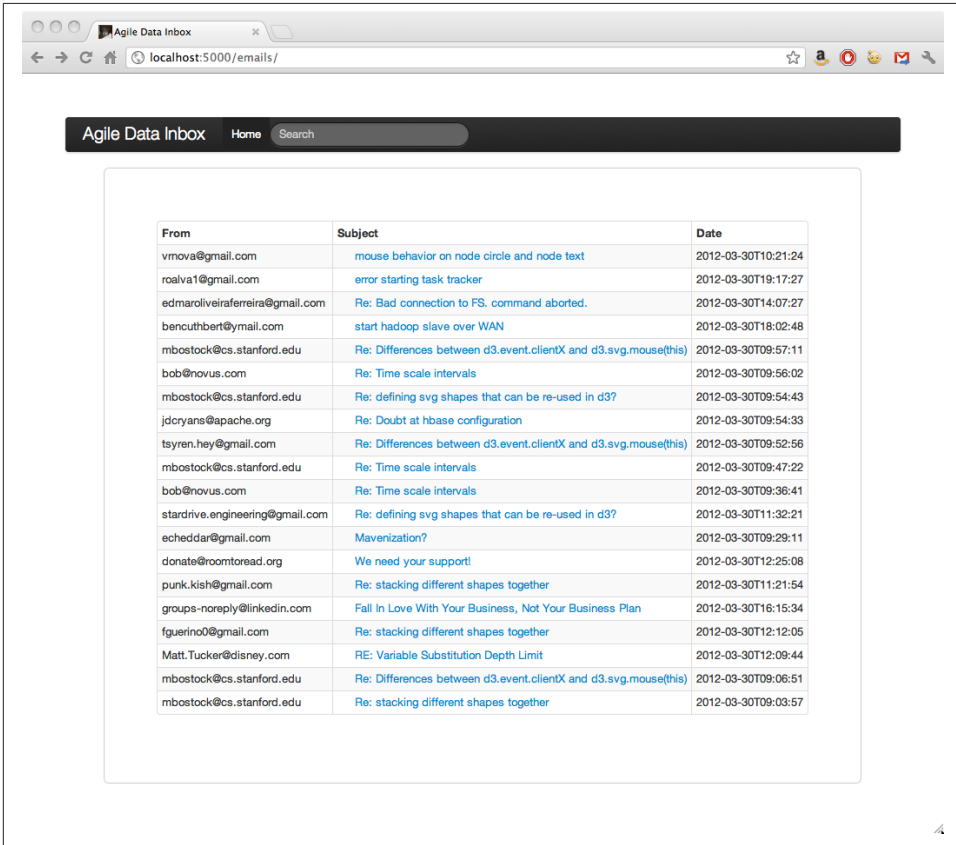 Agile Data Inbox
localhost:5000/emails/
Agile Data Inbox Home Search
From Subject Date
vrnova@gmail.com mouse behavior on node circle and node text 2012-03-30T10:21:24
roalva1@gmail.com error starting task tracker 2012-03-30T19:17:27
edmaroliveiraferreira@gmail.com Re: Bad connection to FS. command aborted. 2012-03-30T14:07:27
bencuthbert@ymail.com start hadoop slave over WAN 2012-03-30T18:02:48
mbostock@cs.stanford.edu Re: Differences between d3.event.clientX and d3.svg.mouse(this) 2012-03-30T09:57:11
bob@novus.com Re: Time scale intervals 2012-03-30T09:56:02
mbostock@cs.stanford.edu Re: defining svg shapes that can be re-used in d3? 2012-03-30T09:54:43
jdcryans@apache.org Re: Doubt at hbase configuration 2012-03-30T09:54:33
tsyren.hey@gmail.com Re: Differences between d3.event.clientX and d3.svg.mouse(this) 2012-03-30T09:52:56
mbostock@cs.stanford.edu Re: Time scale intervals 2012-03-30T09:47:22
bob@novus.com Re: Time scale intervals 2012-03-30T09:36:41
stardrive.engineering@gmail.com Re: defining svg shapes that can be re-used in d3? 2012-03-30T11:32:21
echeddar@gmail.com Mavenization? 2012-03-30T09:29:11
donate@roomtoread.org We need your support! 2012-03-30T12:25:08
punk.kish@gmail.com Re: stacking different shapes together 2012-03-30T11:21:54
groups-noreply@linkedin.com Fall In Love With Your Business, Not Your Business Plan 2012-03-30T16:15:34
fguerino0@gmail.com Re: stacking different shapes together 2012-03-30T12:12:05
Matt.Tucker@disney.com RE: Variable Substitution Depth Limit 2012-03-30T12:09:44
mbostock@cs.stanford.edu Re: Differences between d3.event.clientX and d3.svg.mouse(this) 2012-03-30T09:06:51
mbostock@cs.stanford.edu Re: stacking different shapes together 2012-03-30T09:03:57